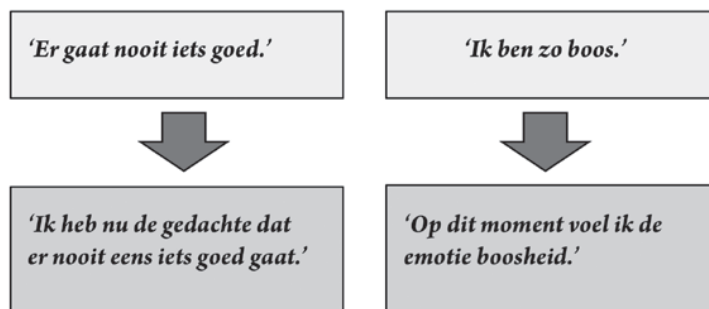 ‘Er gaat nooit iets goed.’
‘Ik ben zo boos.’
‘Ik heb nu de gedachte dat
er nooit eens iets goed gaat.’
‘Op dit moment voel ik de
emotie boosheid.’